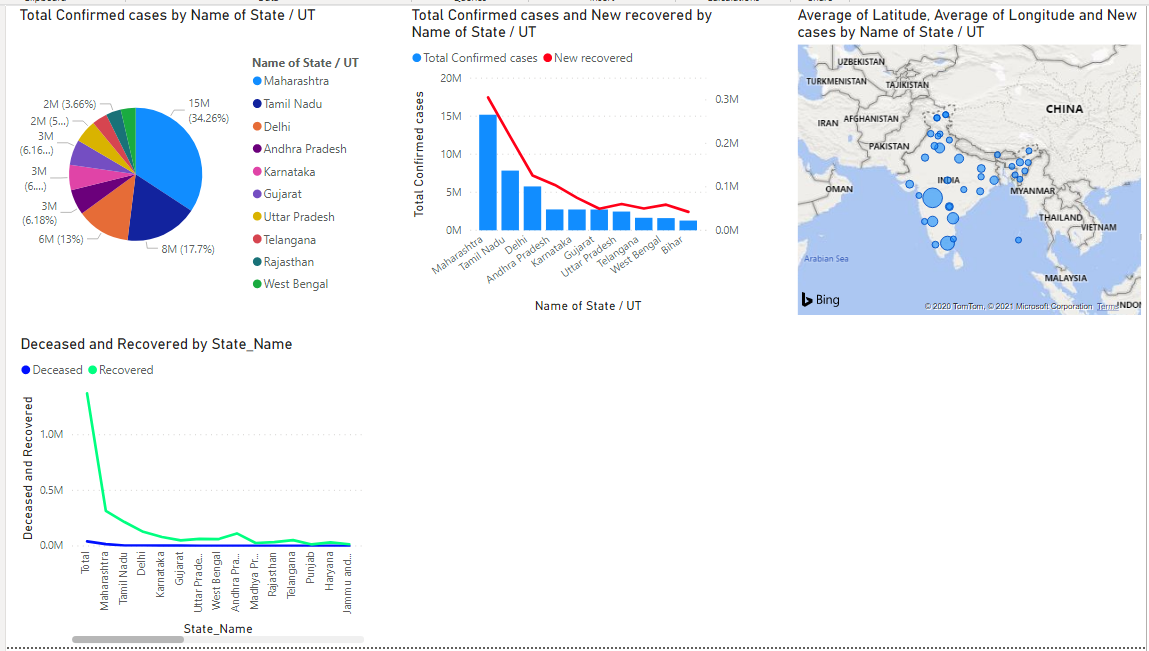 Total Confirmed cases by Name of State / UT
Name of State / UT
Maharashtra
Tamil Nadu
Delhi
Andhra Pradesh
Karnataka
Gujarat
Uttar Pradesh
Telangana
Rajasthan
West Bengal
15M
(34.26%)
8M (17.7%)
6M (13%)
3M
(6.18%)
3M
(6....)
3M
(6.16...)
2M (5...)
2M (3.66%)
Total Confirmed cases and New recovered by
Name of State / UT
Total Confirmed cases
New recovered
Total Confirmed cases
20M
15M
10M
5M
0M
0.3M
0.2M
0.1M
0.0M
Maharashtra
Tamil Nadu
Delhi
Andhra Pradesh
Karnataka
Gujarat
Uttar Pradesh
Telangana
West Bengal
Bihar
Name of State / UT
Average of Latitude, Average of Longitude and New
cases by Name of State / UT
UZBEKISTAN
TURKMENISTAN
TAJIKISTAN
CHINA
IRAN
AFGHANISTAN
PAKISTAN
OMAN
INDIA
MYANMAR
THAILAND
VIETNAM
Arabian Sea
MALAYSIA
Bing
© 2020 TomTom, © 2021 Microsoft Corporation Terms
INDON
Deceased and Recovered by State_Name
Deceased
Recovered
Deceased and Recovered
1.0M
0.5M
0.0M
Total
Maharashtra
Tamil Nadu
Delhi
Karnataka
Gujarat
Uttar Prade...
West Bengal
Andhra Pra...
Madhya Pr...
Rajasthan
Telangana
Punjab
Haryana
Jammu and...
State_Name